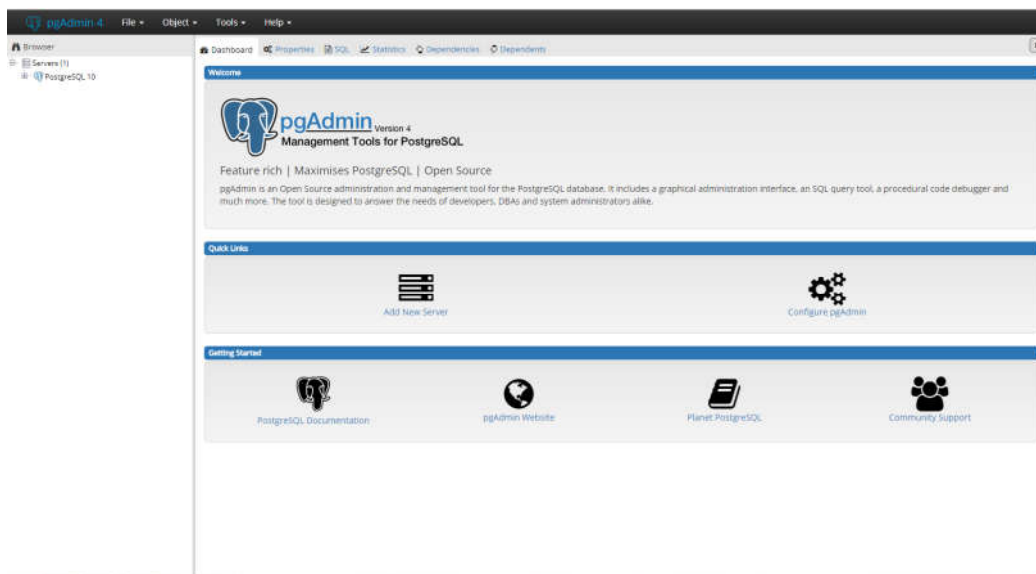 pgAdmin 4 File Object Tools Help
Browser
Servers (1)
PostgreSQL 10
Dashboard Properties SQL Statistics Dependencies Dependents
Welcome
pgAdmin Version 4
Management Tools for PostgreSQL
Feature rich | Maximises PostgreSQL | Open Source
pgAdmin is an Open Source administration and management tool for the PostgreSQL database. It includes a graphical administration interface, an SQL query tool, a procedural code debugger and
much more. The tool is designed to answer the needs of developers, DBAs and system administrators alike.
Quick Links
Add New Server Configure pgAdmin
Getting Started
PostgreSQL Documentation pgAdmin Website Planet PostgreSQL Community Support